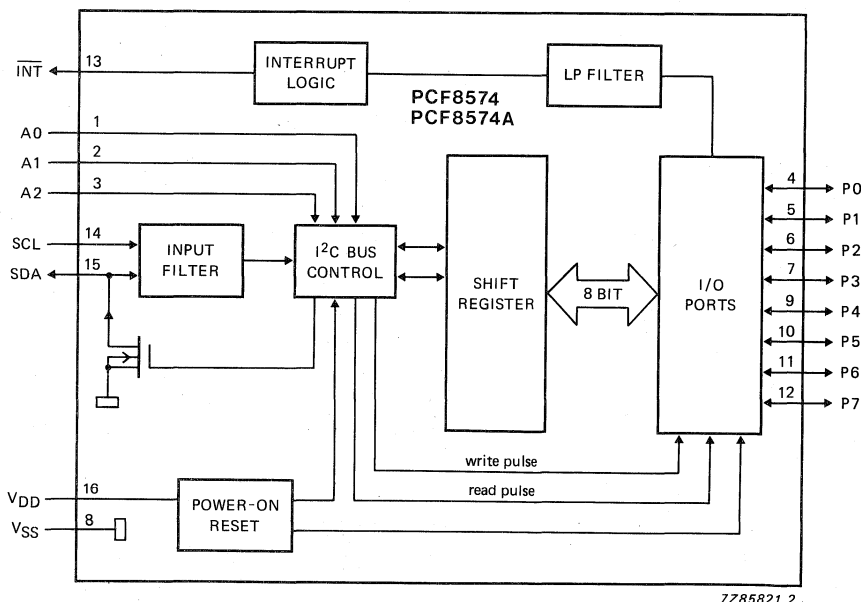 INT
13
INTERRUPT
LOGIC
LP FILTER
PCF8574
PCF8574A
A0
1
A1
2
A2
3
SCL
14
SDA
15
INPUT
FILTER
I²C BUS
CONTROL
SHIFT
REGISTER
8 BIT
I/O
PORTS
4
P0
5
P1
6
P2
7
P3
9
P4
10
P5
11
P6
12
P7
write pulse
read pulse
VDD
16
VSS
8
POWER-ON
RESET
7Z85821.2